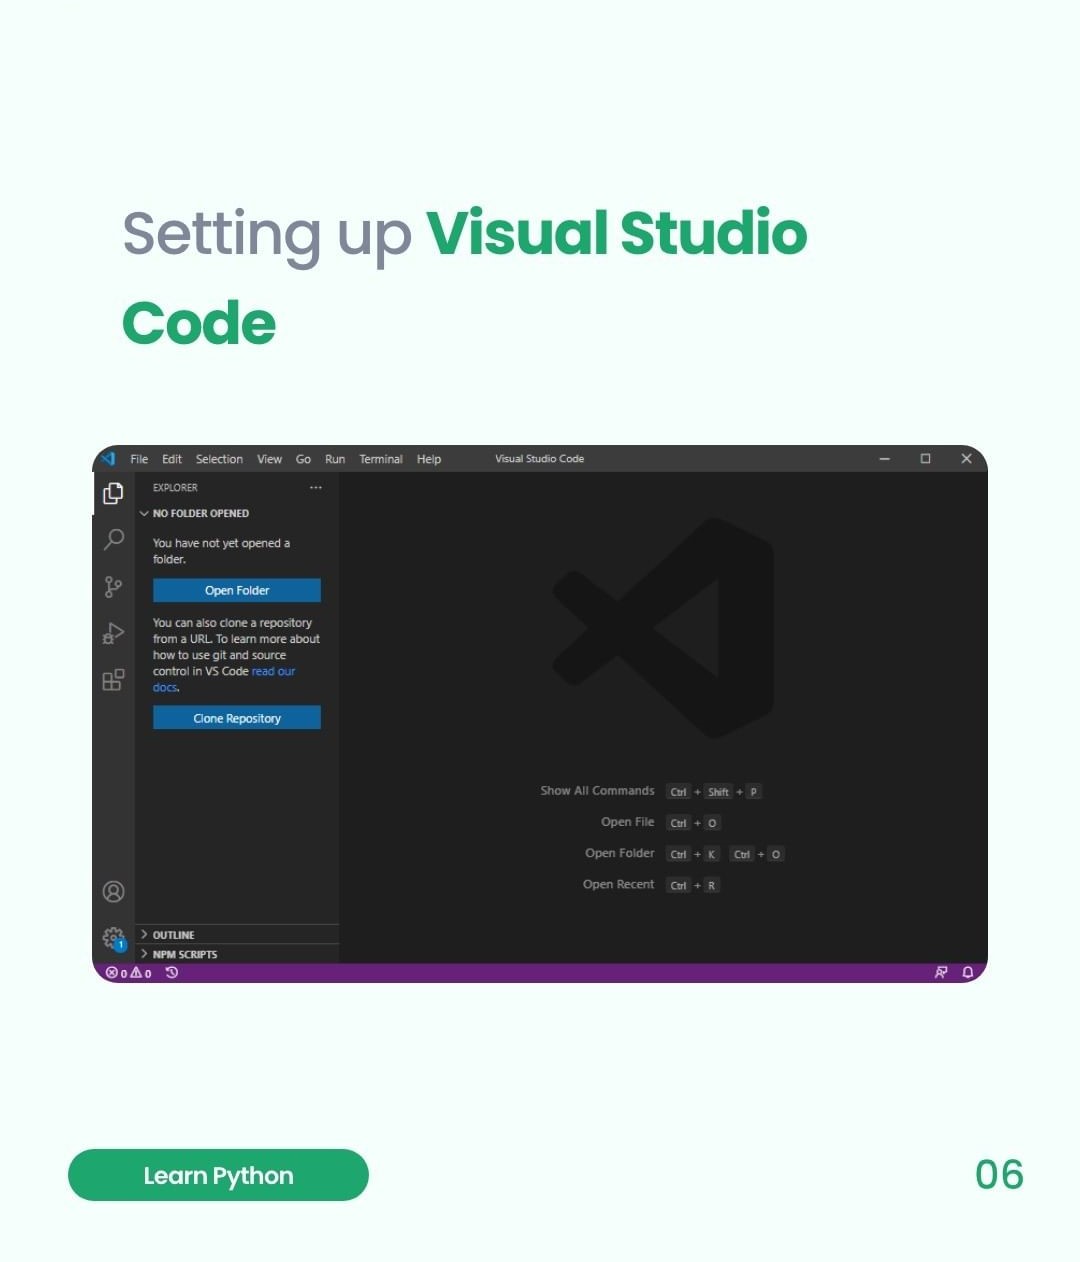 Setting up Visual Studio
Code
File Edit Selection View Go Run Terminal Help Visual Studio Code
EXPLORER
NO FOLDER OPENED
You have not yet opened a
folder.
Open Folder
You can also clone a repository
from a URL. To learn more about
how to use git and source
control in VS Code read our
docs.
Clone Repository
Show All Commands Ctrl + Shift + P
Open File Ctrl + O
Open Folder Ctrl + K Ctrl + O
Open Recent Ctrl + R
1
OUTLINE
NPM SCRIPTS
0 0
Learn Python
06